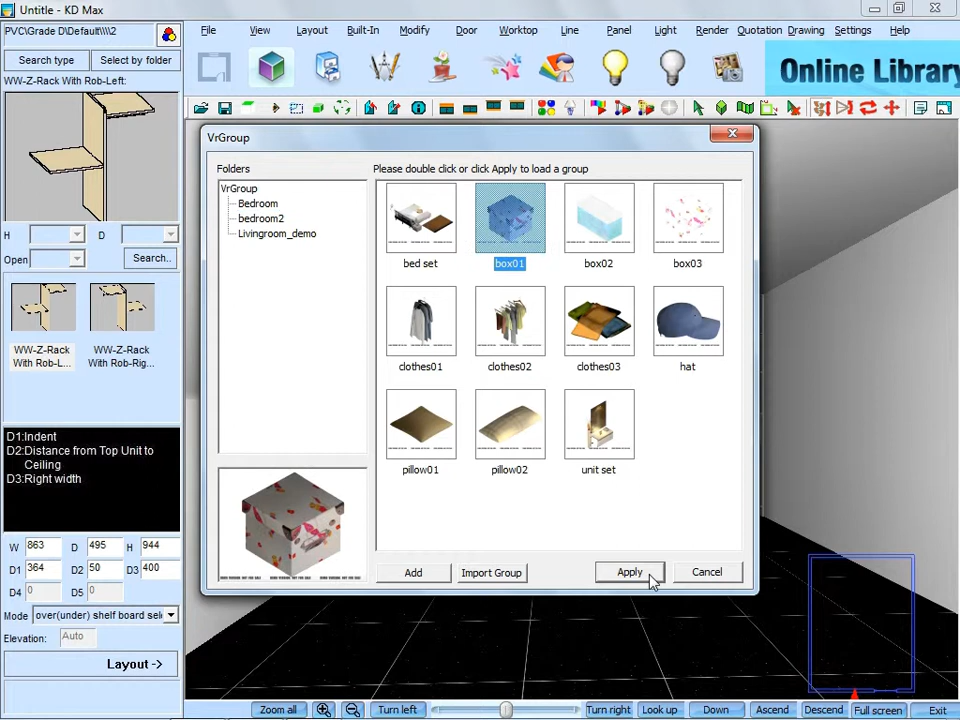 Untitle - KD Max
PVC\Grade D\Default\\\\2
Search type
Select by folder
WW-Z-Rack With Rob-Left:
H
D
Open
Search..
WW-Z-Rack
With Rob-L...
WW-Z-Rack
With Rob-Rig...
D1:Indent
D2:Distance from Top Unit to
Ceiling
D3:Right width
W 863 D 495 H 944
D1 364 D2 50 D3 400
D4 0 D5 0
Mode over(under) shelf board sel
Elevation: Auto
Layout ->
File View Layout Built-In Modify Door Worktop Line Panel Light Render Quotation Drawing Settings Help
Online Library
VrGroup
Folders
VrGroup
Bedroom
bedroom2
Livingroom_demo
Please double click or click Apply to load a group
bed set
box01
box02
box03
clothes01
clothes02
clothes03
hat
pillow01
pillow02
unit set
Add
Import Group
Apply
Cancel
Zoom all
Turn left
Turn right
Look up
Down
Ascend
Descend
Full screen
Exit